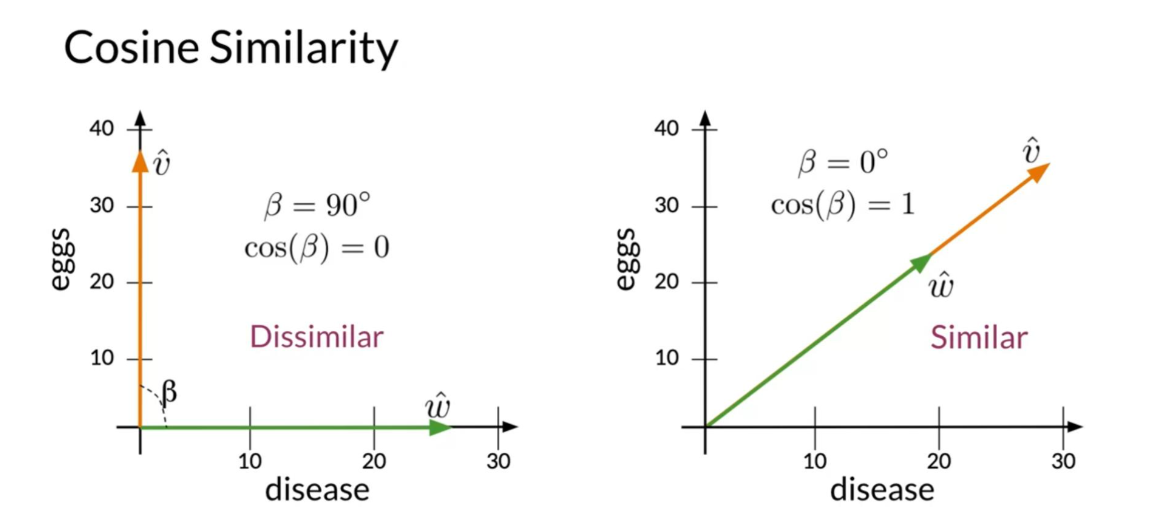 Cosine Similarity
40
30
20
10
eggs
v̂
β = 90°
cos(β) = 0
Dissimilar
β
ŵ
10
20
30
disease
40
30
20
10
eggs
β = 0°
cos(β) = 1
v̂
ŵ
Similar
10
20
30
disease